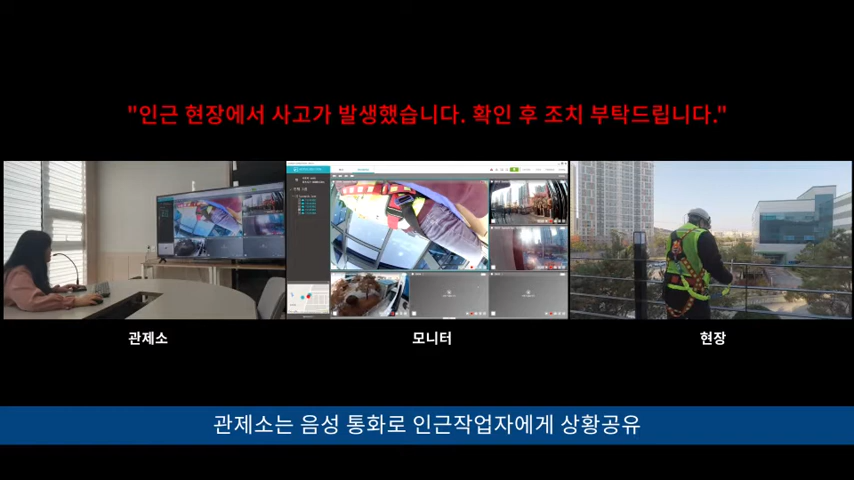 "인근 현장에서 사고가 발생했습니다. 확인 후 조치 부탁드립니다."
관제소
모니터
현장
관제소는 음성 통화로 인근작업자에게 상황공유